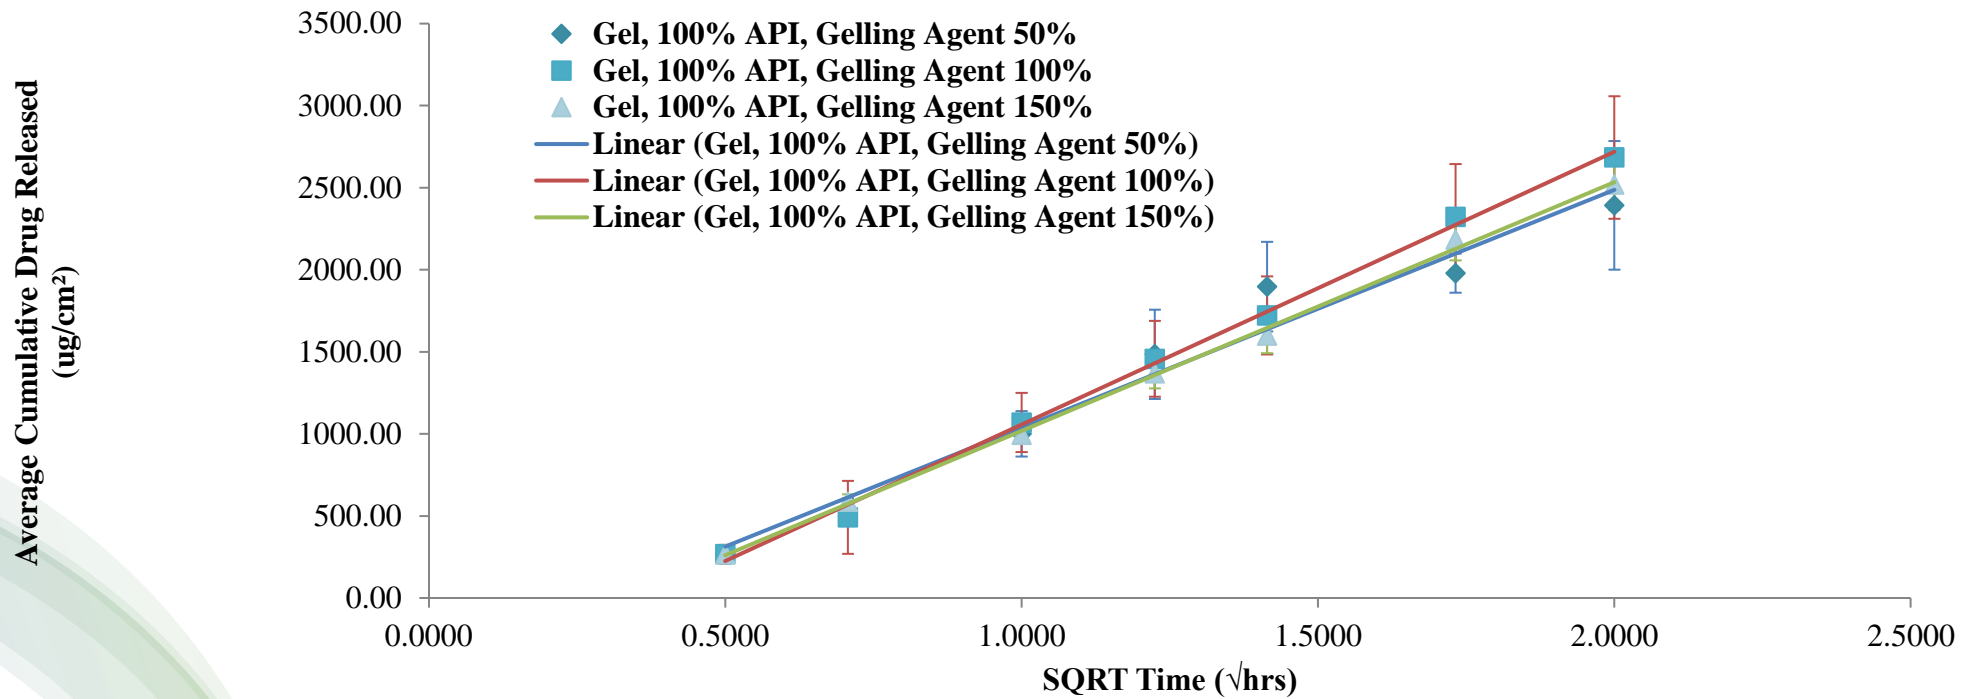 Average Cumulative Drug Released
(ug/cm²)
3500.00
3000.00
2500.00
2000.00
1500.00
1000.00
500.00
0.00
Gel, 100% API, Gelling Agent 50%
Gel, 100% API, Gelling Agent 100%
Gel, 100% API, Gelling Agent 150%
Linear (Gel, 100% API, Gelling Agent 50%)
Linear (Gel, 100% API, Gelling Agent 100%)
Linear (Gel, 100% API, Gelling Agent 150%)
0.0000 0.5000 1.0000 1.5000 2.0000 2.5000
SQRT Time (√hrs)